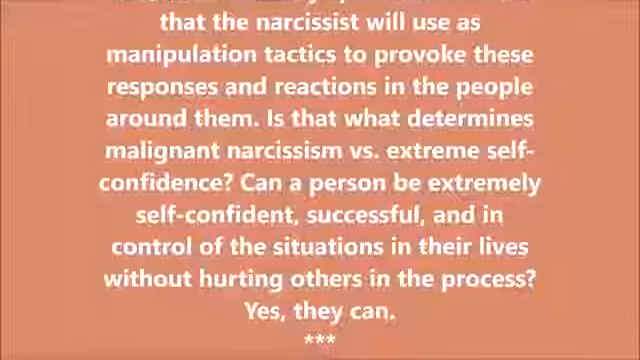 that the narcissist will use as
manipulation tactics to provoke these
responses and reactions in the people
around them. Is that what determines
malignant narcissism vs. extreme self-
confidence? Can a person be extremely
self-confident, successful, and in
control of the situations in their lives
without hurting others in the process?
Yes, they can.
***